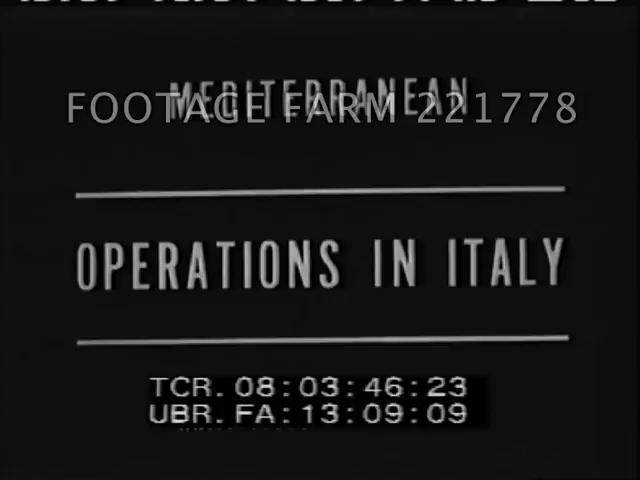 MEDITERRANEAN
FOOTAGE FARM 221778
OPERATIONS IN ITALY
TCR. 08:03:46:23
UBR. FA:13:09:09